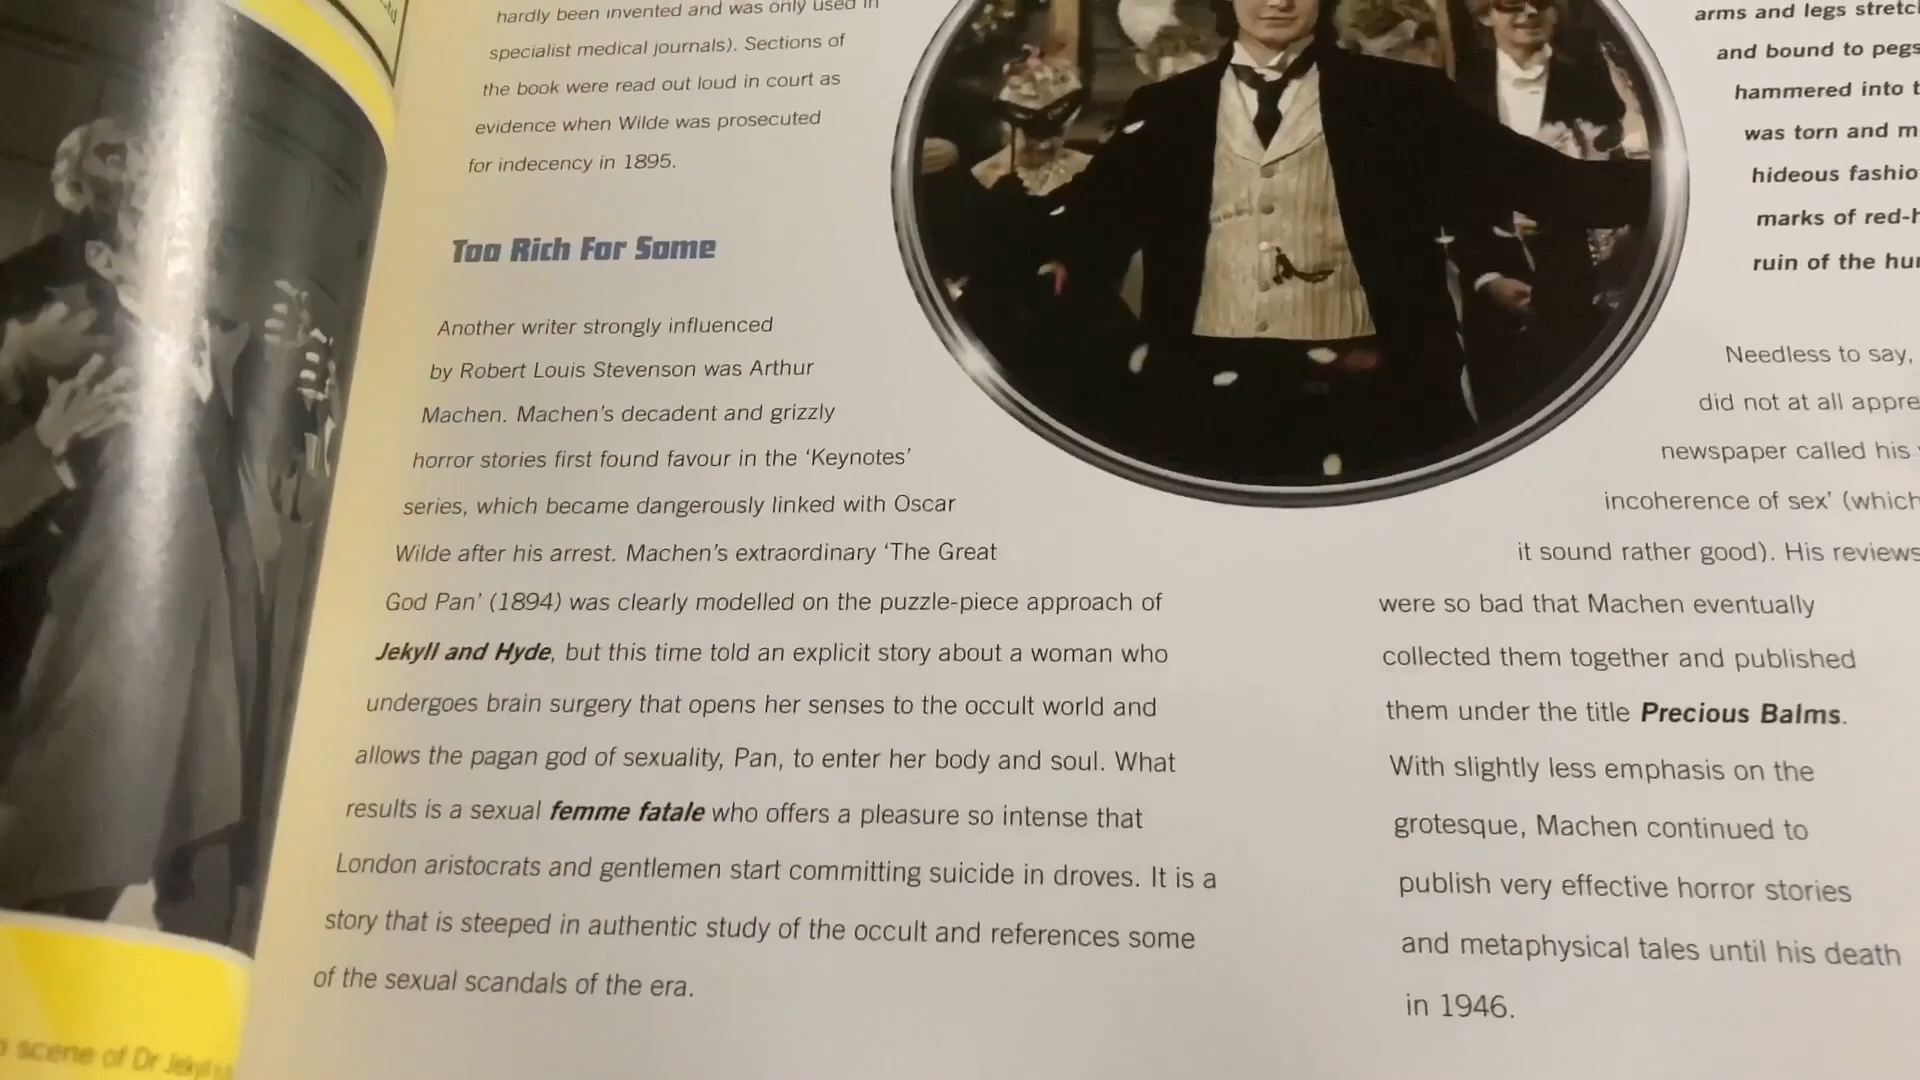 hardly been invented and was only used in
specialist medical journals). Sections of
the book were read out loud in court as
evidence when Wilde was prosecuted
for indecency in 1895.
Too Rich For Some
Another writer strongly influenced
by Robert Louis Stevenson was Arthur
Machen. Machen's decadent and grizzly
horror stories first found favour in the 'Keynotes'
series, which became dangerously linked with Oscar
Wilde after his arrest. Machen's extraordinary 'The Great
God Pan' (1894) was clearly modelled on the puzzle-piece approach of
Jekyll and Hyde, but this time told an explicit story about a woman who
undergoes brain surgery that opens her senses to the occult world and
allows the pagan god of sexuality, Pan, to enter her body and soul. What
results is a sexual femme fatale who offers a pleasure so intense that
London aristocrats and gentlemen start committing suicide in droves. It is a
story that is steeped in authentic study of the occult and references some
of the sexual scandals of the era.
arms and legs
and bound to pegs
hammered into
was torn and
hideous
marks of
ruin of the
Needless to say,
did not at all
newspaper called his
incoherence of sex' (which
it sound rather good). His reviews
were so bad that Machen eventually
collected them together and published
them under the title Precious Balms.
With slightly less emphasis on the
grotesque, Machen continued to
publish very effective horror stories
and metaphysical tales until his death
in 1946.
scene of Dr Jekyll